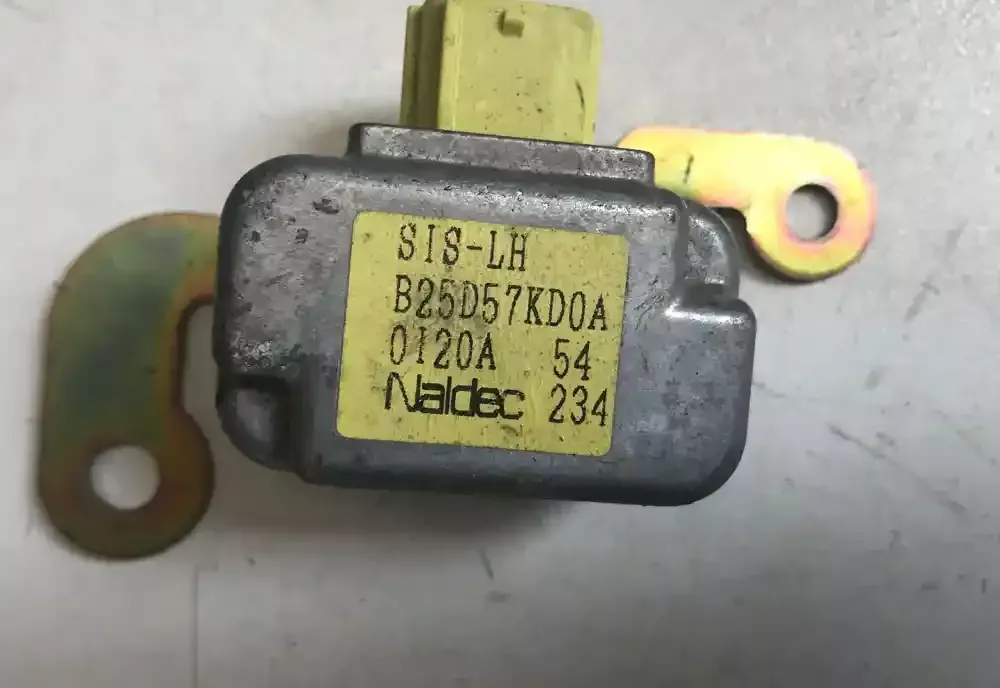 SIS-LH
B25D57KD0A
0120A 54
Naldec 234